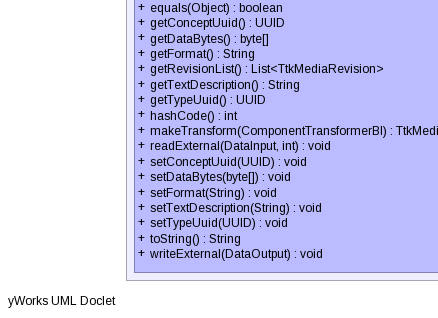 + equals(Object) : boolean
+ getConceptUuid() : UUID
+ getDataBytes() : byte[]
+ getFormat() : String
+ getRevisionList() : List<TtkMediaRevision>
+ getTextDescription() : String
+ getTypeUuid() : UUID
+ hashCode() : int
+ makeTransform(ComponentTransformerBI) : TtkMedi
+ readExternal(DataInput, int) : void
+ setConceptUuid(UUID) : void
+ setDataBytes(byte[]) : void
+ setFormat(String) : void
+ setTextDescription(String) : void
+ setTypeUuid(UUID) : void
+ toString() : String
+ writeExternal(DataOutput) : void
yWorks UML Doclet